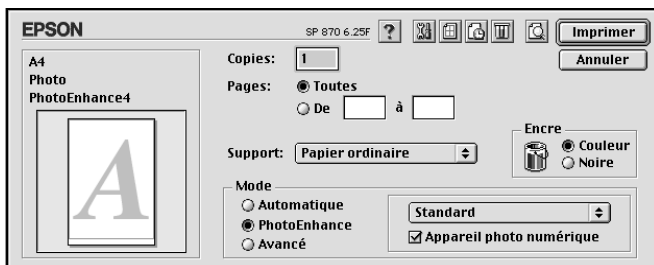 EPSON
SP 870 6.25F
?
Imprimer
Annuler
A4
Photo
PhotoEnhance4
A
Copies: 1
Pages: Toutes
De à
Support: Papier ordinaire
Encre
Couleur
Noire
Mode
Automatique
PhotoEnhance
Avancé
Standard
Appareil photo numérique